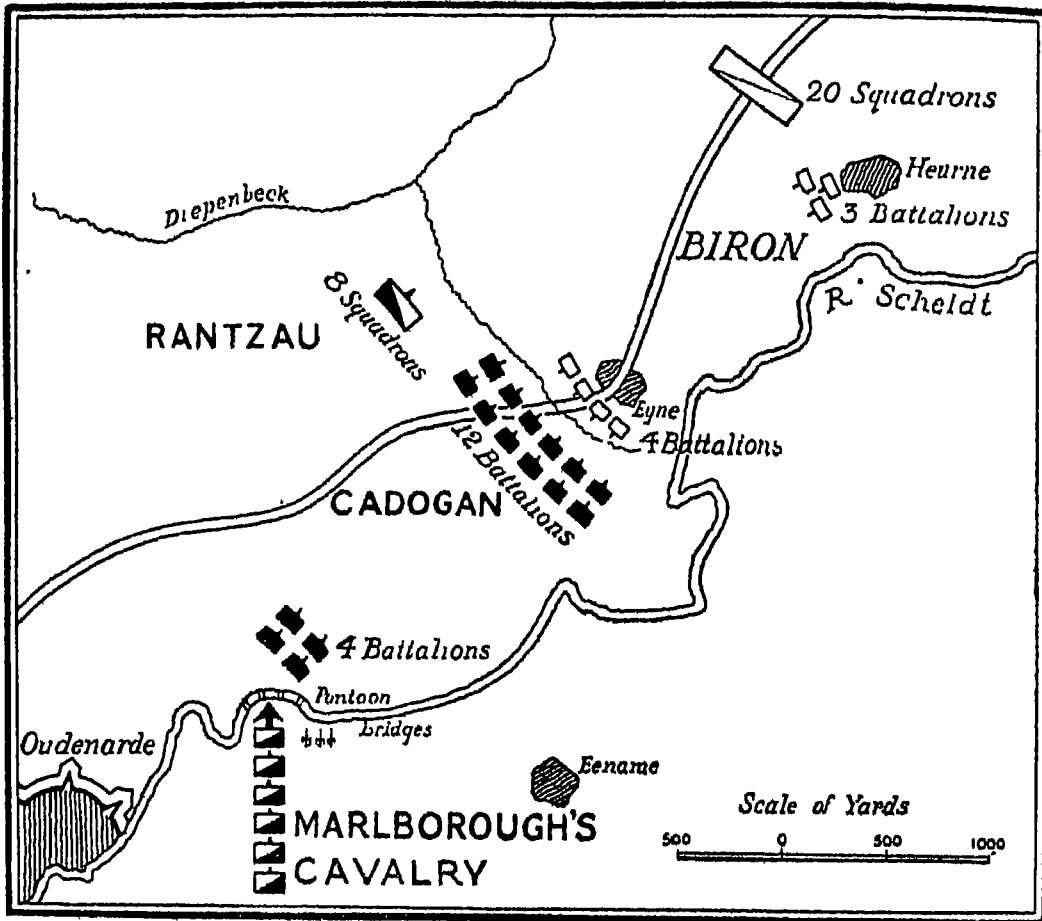 20 Squadrons
Heurne
3 Battalions
Diepenbeck
BIRON
R. Scheldt
8 Squadrons
RANTZAU
Eyne
4 Battalions
12 Battalions
CADOGAN
4 Battalions
Pontoon
bridges
Oudenarde
Eename
MARLBOROUGH'S
CAVALRY
Scale of Yards
500 0 500 1000